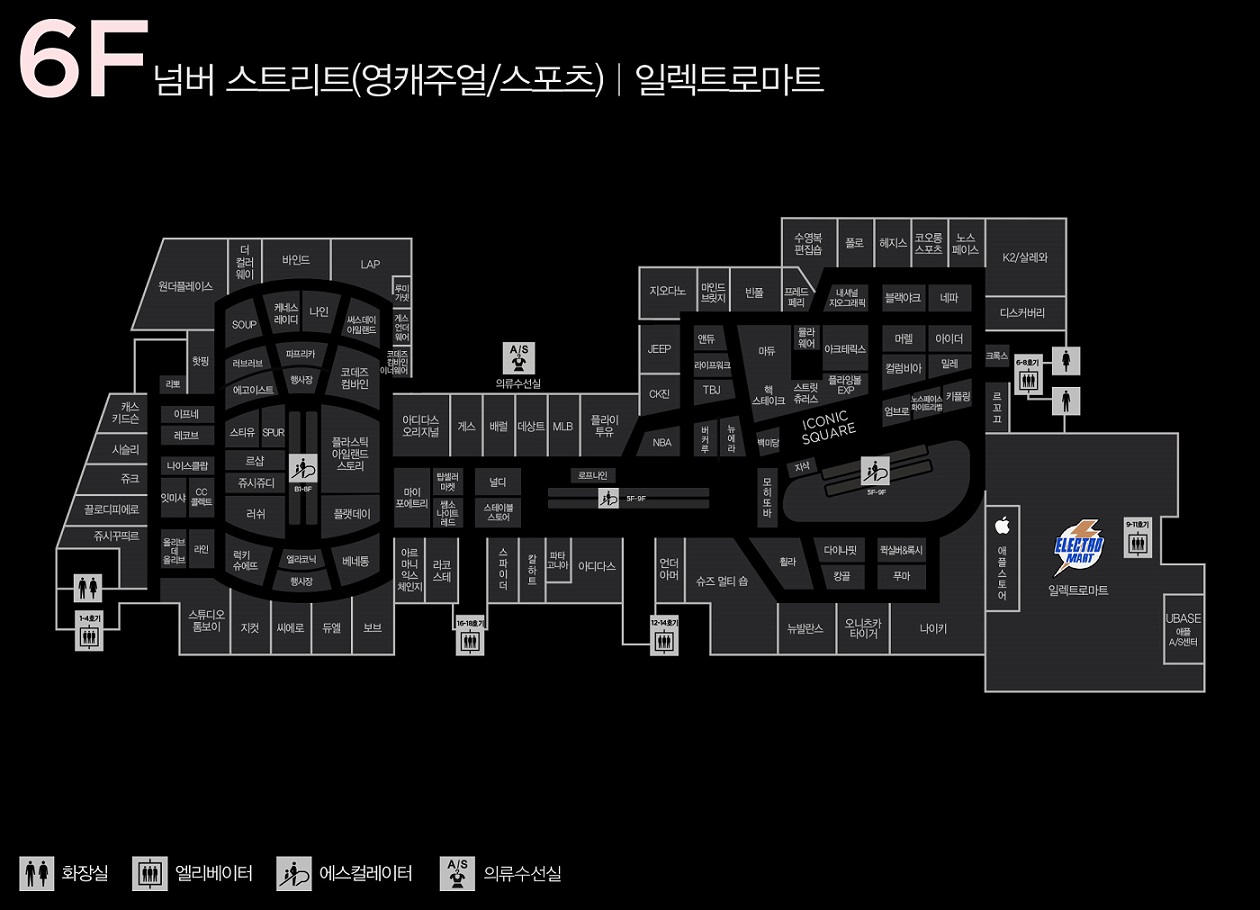 6F 넘버 스트리트(영캐주얼/스포츠) | 일렉트로마트
원더플레이스
더
컬러
웨이
바인드
LAP
루미
가넷
게스
언더
웨어
코데즈
컴바인
이너웨어
핫핑
리뽀
SOUP
케네스
레이디
나인
써스데이
아일랜드
러브러브
파프리카
에고이스트
행사장
코데즈
컴바인
캐스
키드슨
시슬리
쥬크
끌로디피에로
쥬시꾸띠르
이프네
레코브
나이스클랍
잇미샤
CC
콜렉트
올리브
데
올리브
라인
스티유
SPUR
르샵
쥬시쥬디
러쉬
B1-8F
플라스틱
아일랜드
스토리
플랫데이
럭키
슈에뜨
엘라코닉
행사장
베네통
1-4호기
스튜디오
톰보이
지컷
씨에로
듀엘
보브
A/S
의류수선실
아디다스
오리지널
게스
배럴
데상트
MLB
플라이
투유
마이
포에트리
탑셀러
마켓
쌤소
나이트
레드
널디
스테이블
스토어
로프나인
5F-9F
아르
마니
익스
체인지
라코
스테
16-18호기
스
파
이
더
칼
하
트
파타
고니아
아디다스
언더
아머
12-14호기
슈즈 멀티 숍
지오다노
마인드
브릿지
빈폴
프레드
페리
JEEP
CK진
NBA
앤듀
라이프워크
TBJ
버
커
루
뉴
에
라
마듀
핵
스테이크
백미당
물라
웨어
스트릿
츄러스
내셔널
지오그래픽
아크테릭스
플라잉볼
EXP
ICONIC
SQUARE
자색
모
히
또
바
5F-9F
수영복
편집숍
폴로
헤지스
코오롱
스포츠
노스
페이스
K2/살레와
디스커버리
블랙야크
네파
머렐
아이더
컬럼비아
밀레
엄브로
노스페이스
화이트라벨
카플링
크록스
6-8호기
르
꼬
끄
휠라
다이나핏
캉골
퀵실버&록시
푸마
뉴발란스
오니츠카
타이거
나이키
애
플
스
토
어
ELECTRO
MART
일렉트로마트
9-11호기
UBASE
애플
A/S센터
화장실
엘리베이터
에스컬레이터
A/S
의류수선실